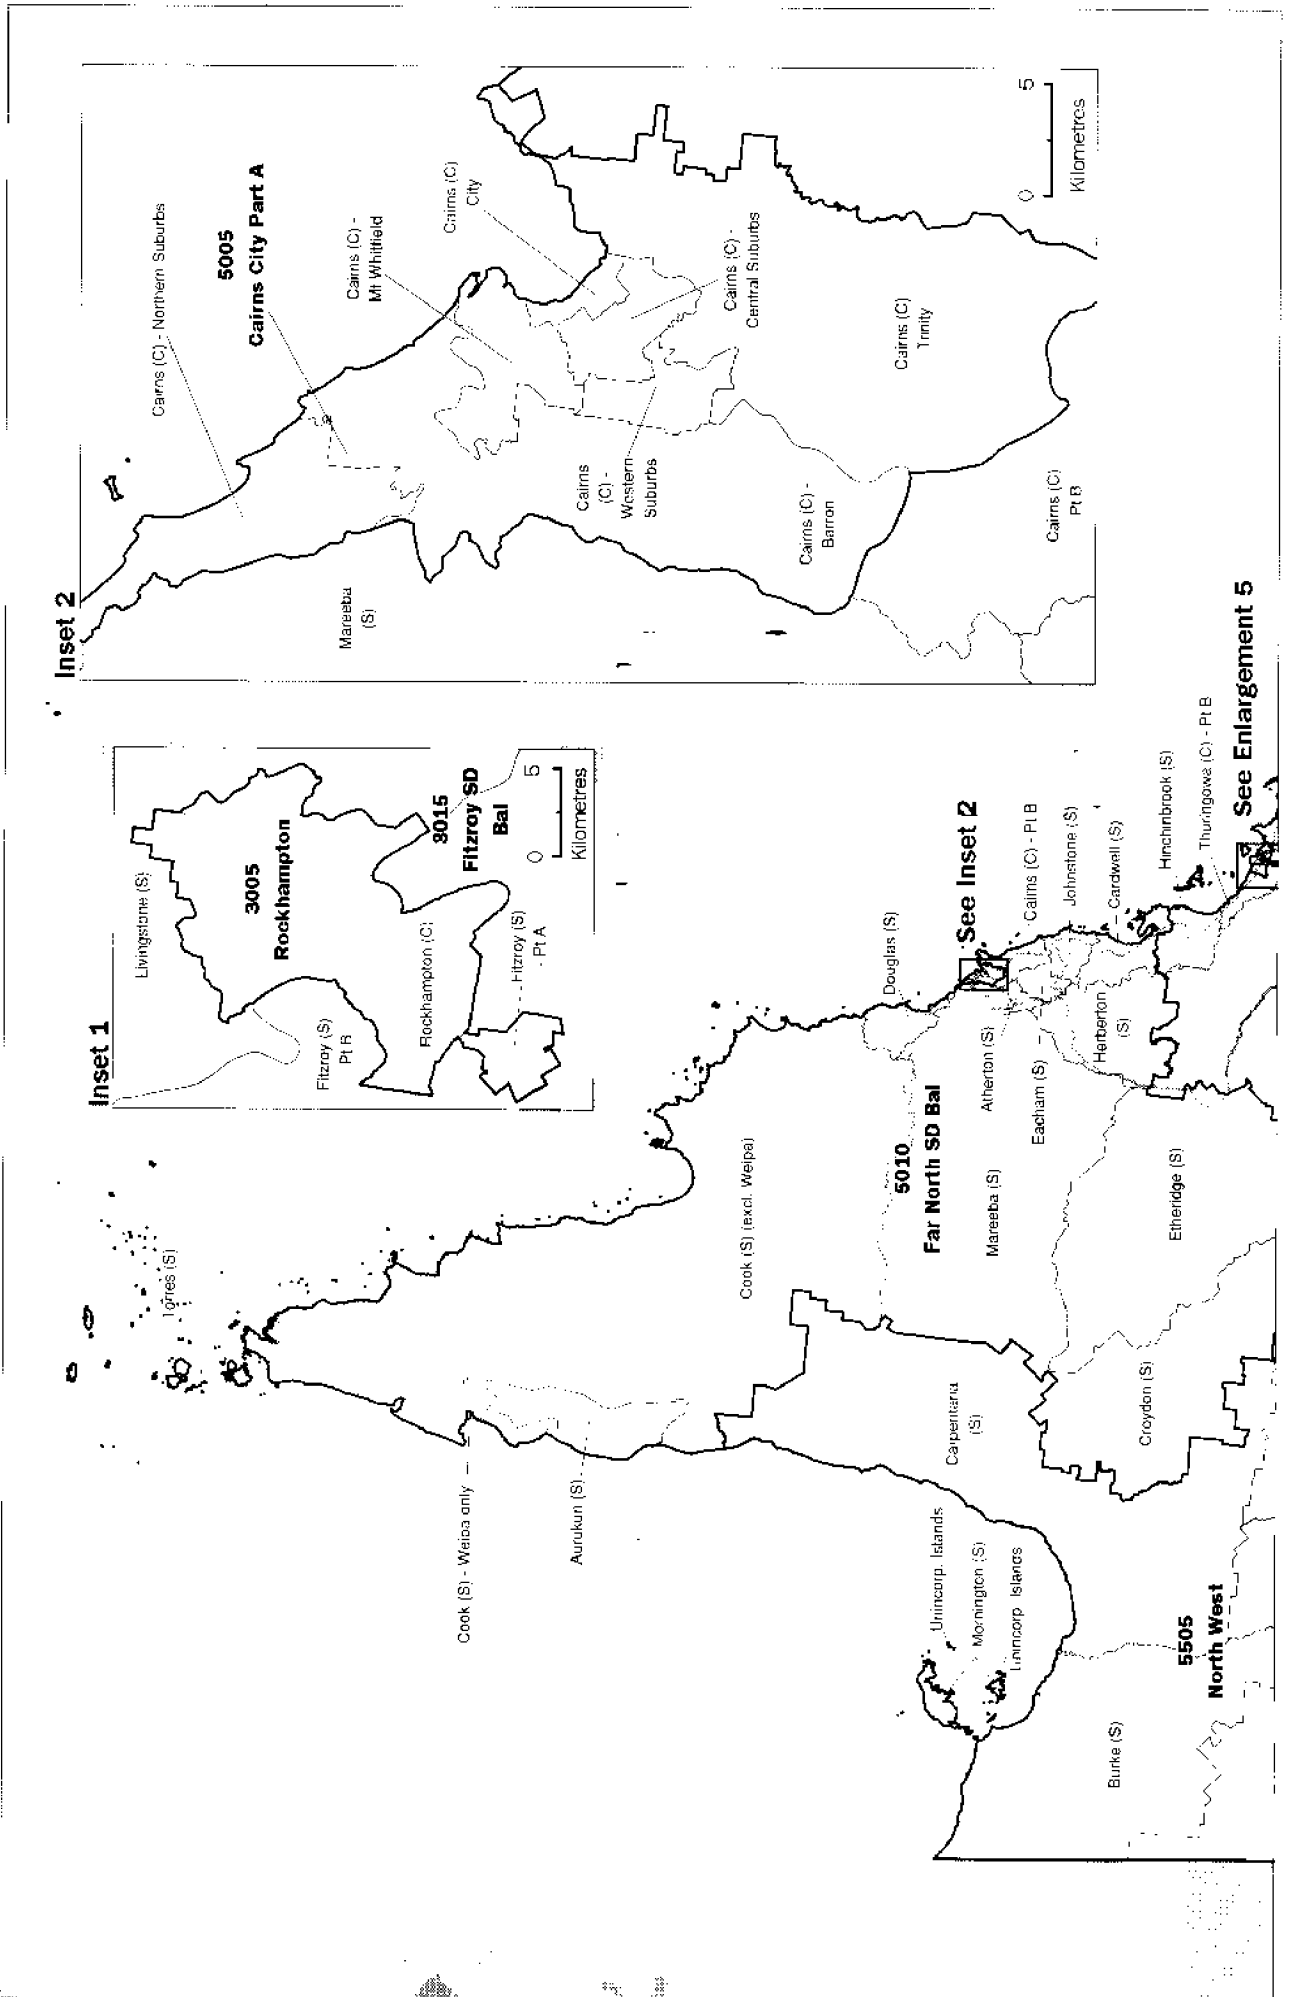 Inset 1
Livingstone (S)
3005
Rockhampton
Fitzroy (S)
Pt B
Rockhampton (C)
3015
Fitzroy SD
Bal
Fitzroy (S)
- Pt A
0 5
Kilometres
Inset 2
Cairns (C) - Northern Suburbs
5005
Cairns City Part A
Cairns (C) -
Mt Whitfield
Cairns (C)
City
Mareeba
(S)
Cairns
(C) -
Western
Suburbs
Cairns (C) -
Central Suburbs
Cairns (C) -
Barron
Cairns (C)
Trinity
Cairns (C)
Pt B
0 5
Kilometres
Torres (S)
Cook (S) - Weipa only
Aurukun (S)
Cook (S) (excl. Weipa)
Douglas (S)
See Inset 2
5010
Far North SD Bal
Mareeba (S)
Atherton (S)
Eacham (S)
Cairns (C) - Pt B
Johnstone (S)
Herberton
(S)
Cardwell (S)
Hinchinbrook (S)
Thuringowa (C) - Pt B
See Enlargement 5
Carpentaria
(S)
Unincorp. Islands
Mornington (S)
Unincorp Islands
Croydon (S)
Etheridge (S)
Burke (S)
5505
North West